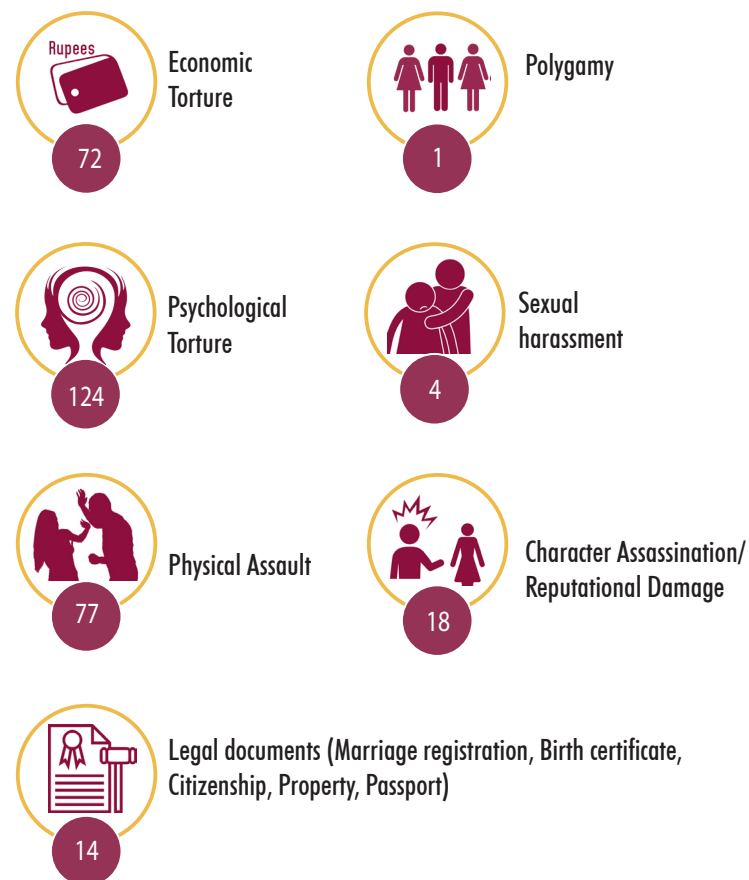 Rupees
Economic
Torture
72
Polygamy
1
Psychological
Torture
124
Sexual
harassment
4
Physical Assault
77
Character Assassination/
Reputational Damage
18
Legal documents (Marriage registration, Birth certificate,
Citizenship, Property, Passport)
14